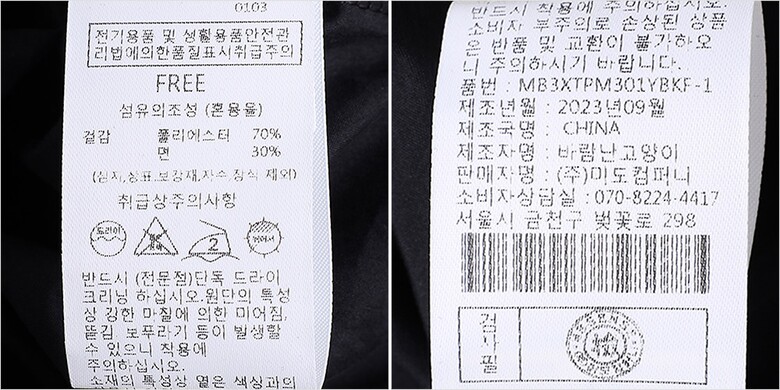 0103
전기용품 및 생활용품안전관
리법에의한품질표시취급주의
FREE
섬유의조성 (혼용율)
겉감 폴리에스터 70%
면 30%
(심지,상표,보강재,자수 장식 제외)
취급상주의사항
드라이
2
반드시 (전문점)단독 드라이
크리닝 하십시오.원단의 특성
상 강한 마찰에 의한 미어짐,
뜯김 보푸라기 등이 발생할
수 있으니 착용에
주의하십시오.
소재의 특성상 옅은 색상과의
반드시 착용에 주의하십시오.
소비자 부주의로 손상된 상품
은 반품 및 교환이 불가하오
니 주의하시기 바랍니다.
품번 : MB3XTPM301YBKF-1
제조년월 : 2023년09월
제조국명 : CHINA
제조자명 : 바람난고양이
판매자명 : (주)미도컴퍼니
소비자상담실 : 070-8224-4417
서울시 금천구 벚꽃로 298
검사필